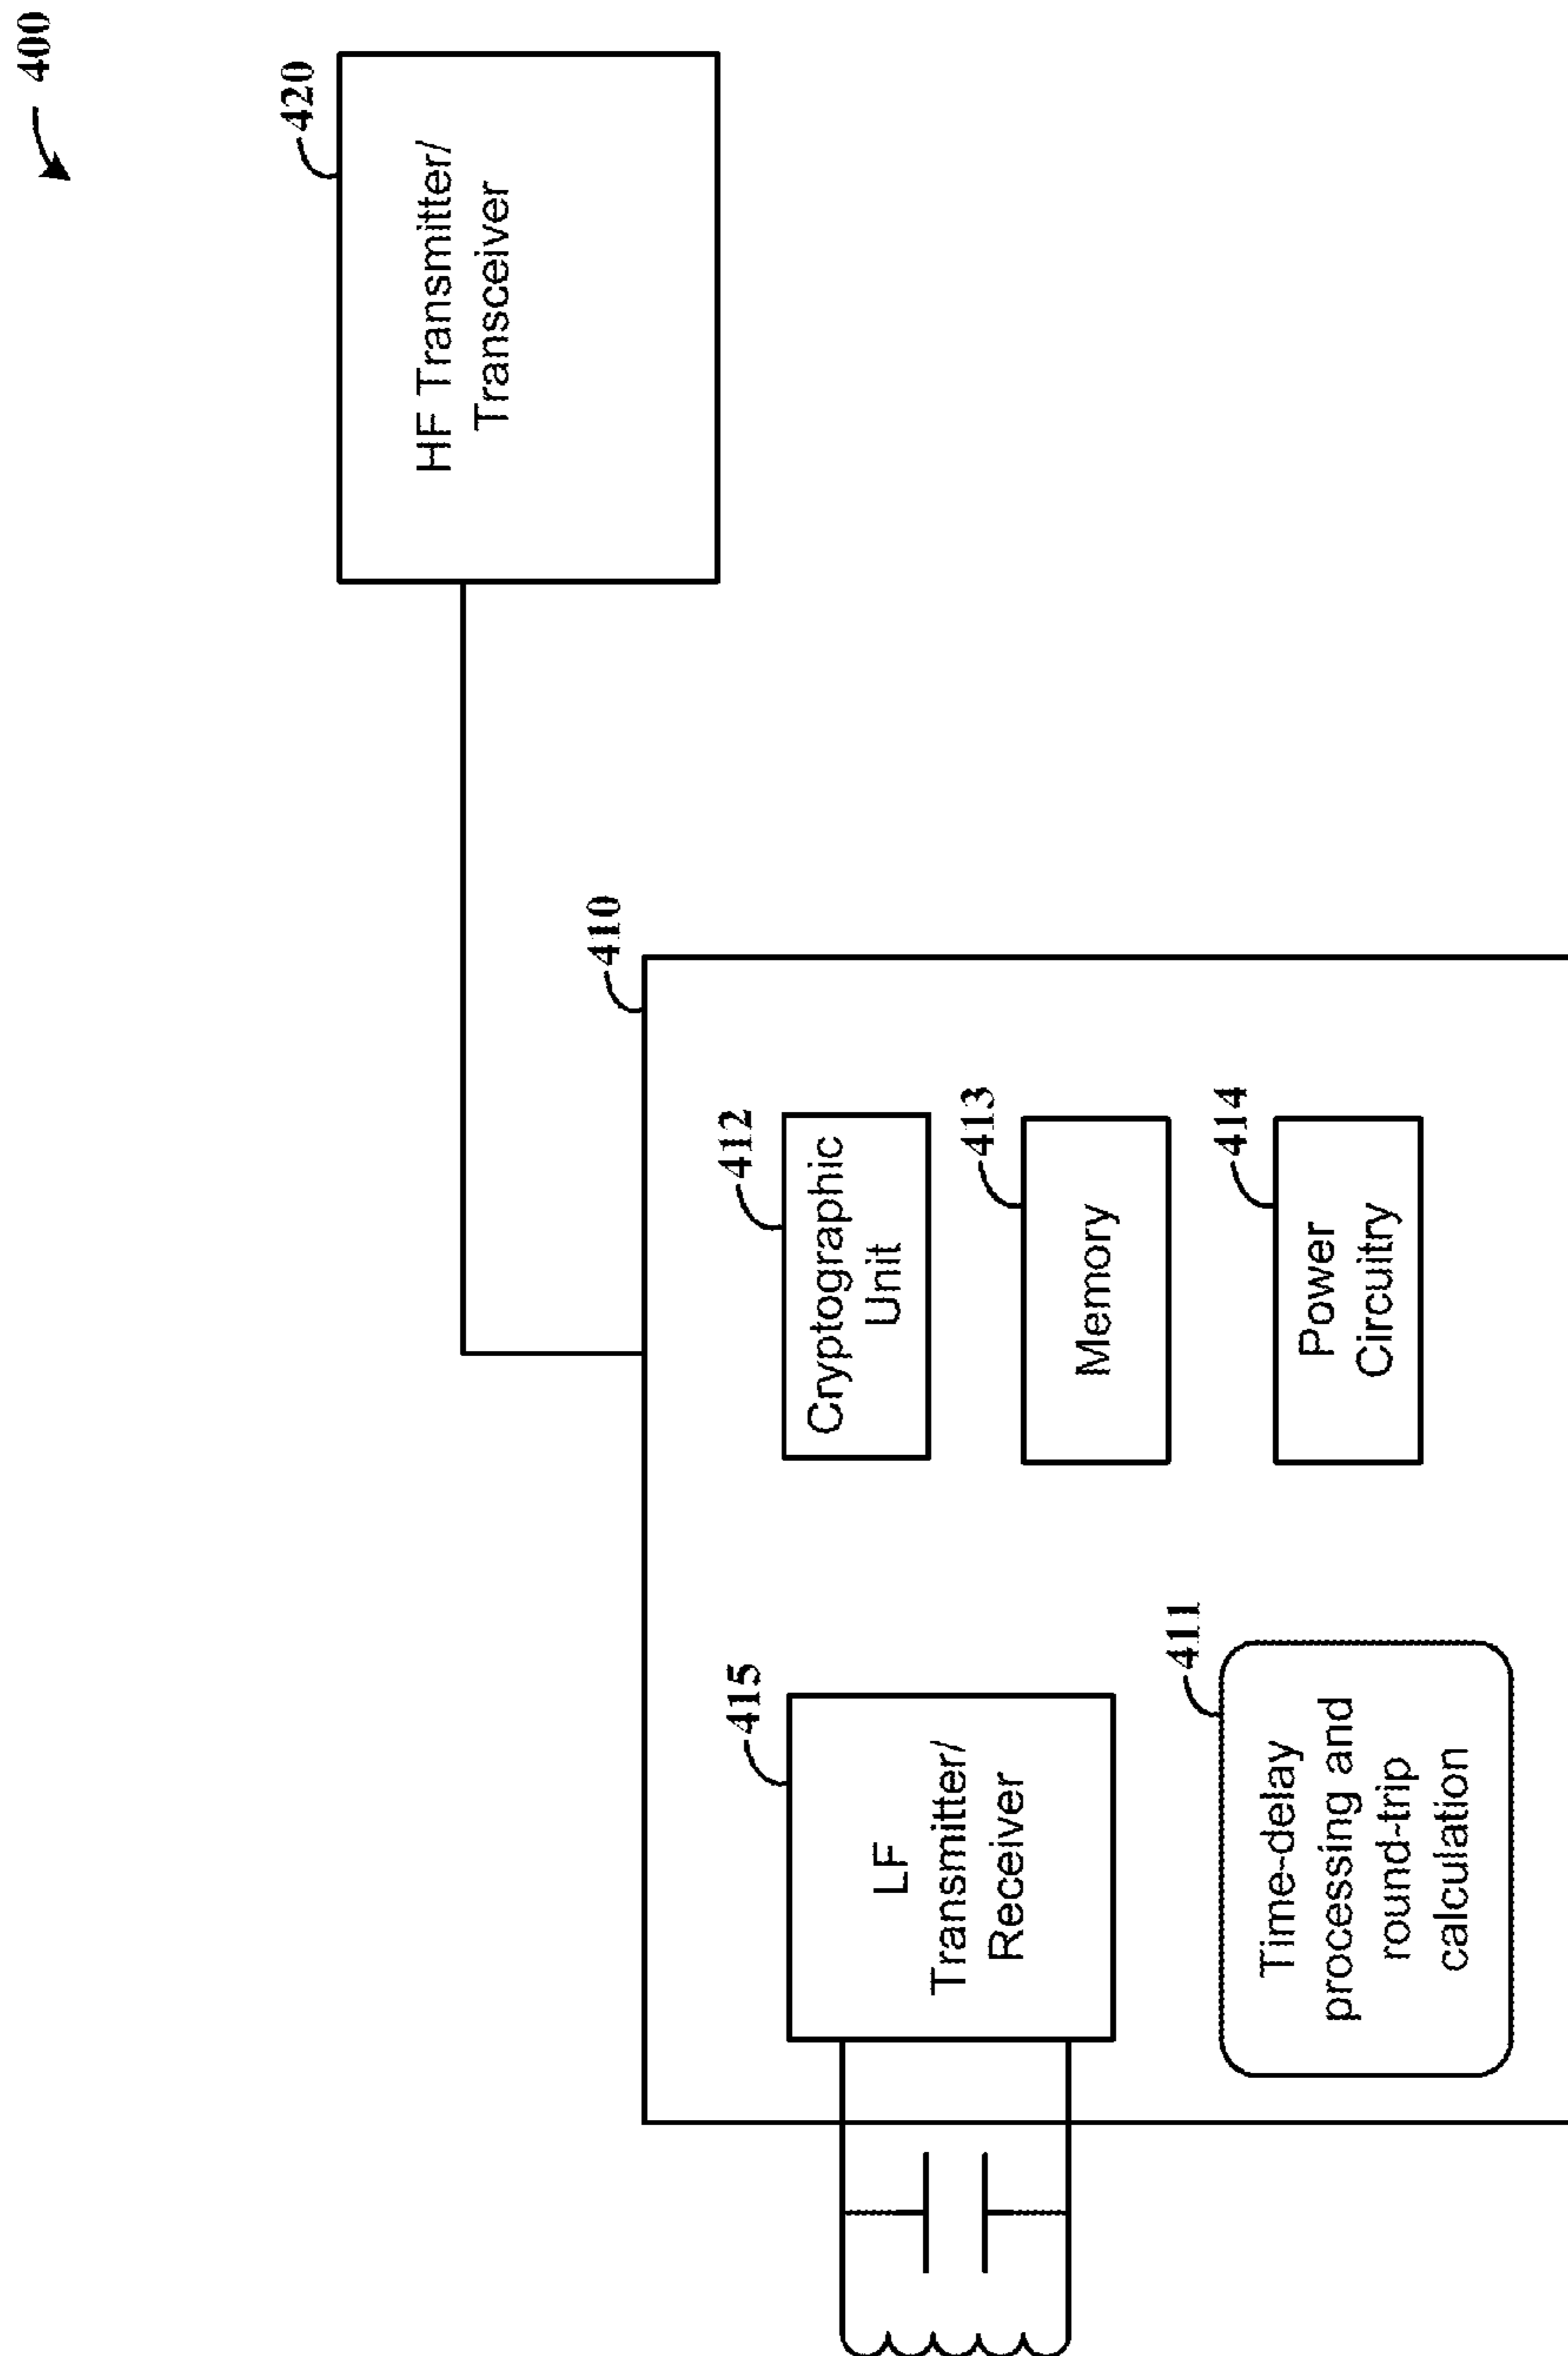 400
420
HF Transmitter/
Transceiver
410
412
Cryptographic
Unit
415
LF
Transmitter/
Receiver
413
Memory
411
Time-delay
processing and
round-trip
calculation
414
Power
Circuitry